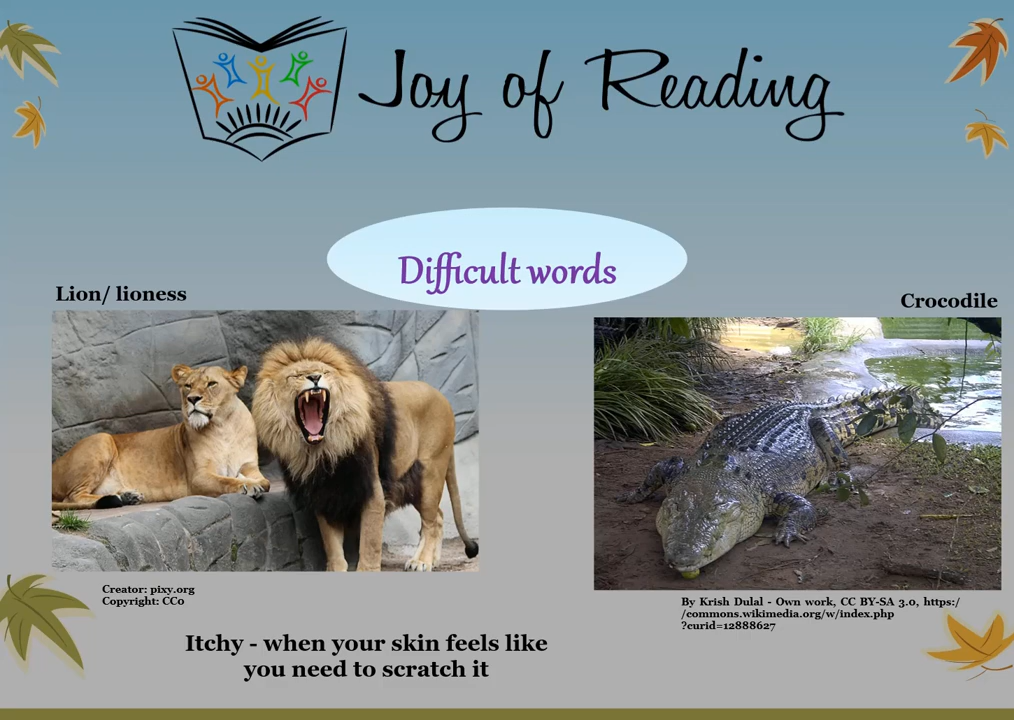 Joy of Reading
Difficult words
Lion/ lioness
Crocodile
Creator: pixy.org
Copyright: CC0
By Krish Dulal - Own work, CC BY-SA 3.0, https:/
/commons.wikimedia.org/w/index.php
?curid=12888627
Itchy - when your skin feels like
you need to scratch it